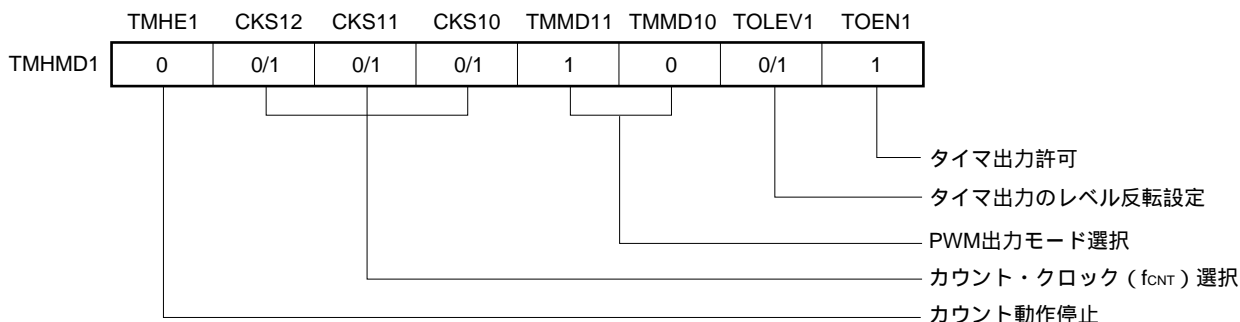 TMHE1 CKS12 CKS11 CKS10 TMMD11 TMMD10 TOLEV1 TOEN1
TMHMD1 0 0/1 0/1 0/1 1 0 0/1 1
タイマ出力許可
タイマ出力のレベル反転設定
PWM出力モード選択
カウント・クロック（fCNT）選択
カウント動作停止